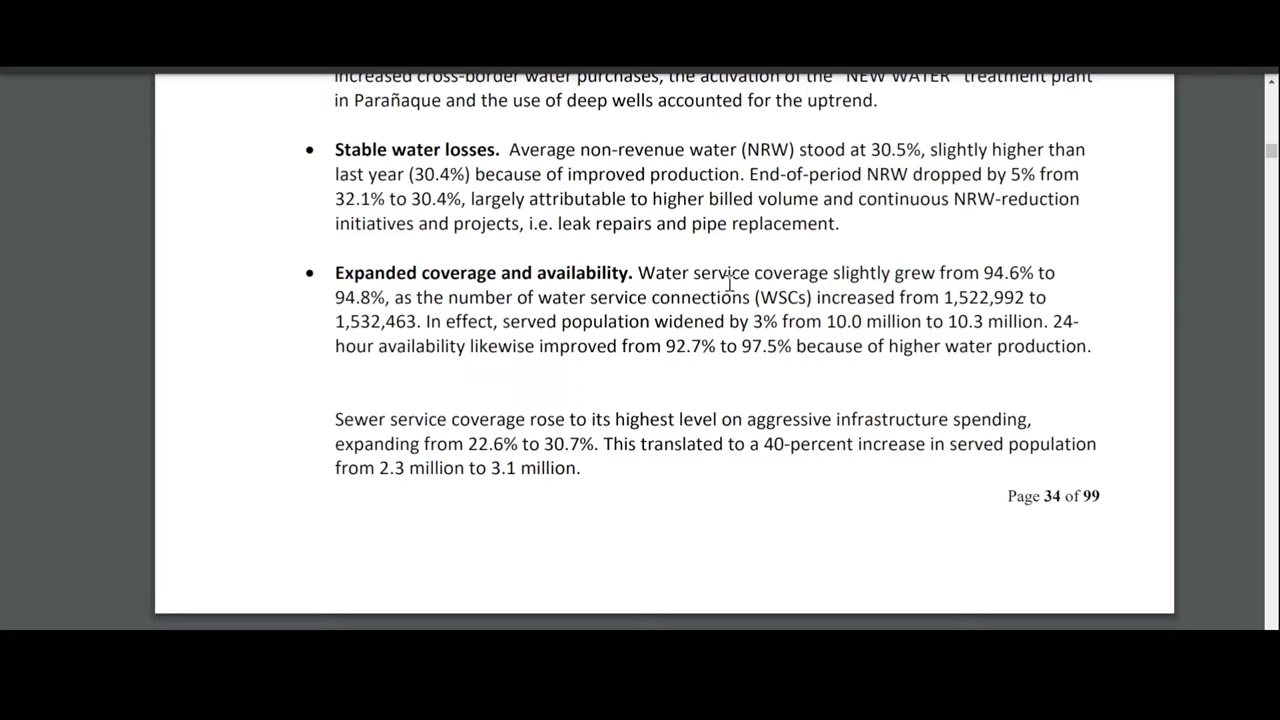 increased cross-border water purchases, the activation of the "NEW WATER" treatment plant
in Parañaque and the use of deep wells accounted for the uptrend.
• Stable water losses. Average non-revenue water (NRW) stood at 30.5%, slightly higher than
last year (30.4%) because of improved production. End-of-period NRW dropped by 5% from
32.1% to 30.4%, largely attributable to higher billed volume and continuous NRW-reduction
initiatives and projects, i.e. leak repairs and pipe replacement.
• Expanded coverage and availability. Water service coverage slightly grew from 94.6% to
94.8%, as the number of water service connections (WSCs) increased from 1,522,992 to
1,532,463. In effect, served population widened by 3% from 10.0 million to 10.3 million. 24-
hour availability likewise improved from 92.7% to 97.5% because of higher water production.
Sewer service coverage rose to its highest level on aggressive infrastructure spending,
expanding from 22.6% to 30.7%. This translated to a 40-percent increase in served population
from 2.3 million to 3.1 million.
Page 34 of 99